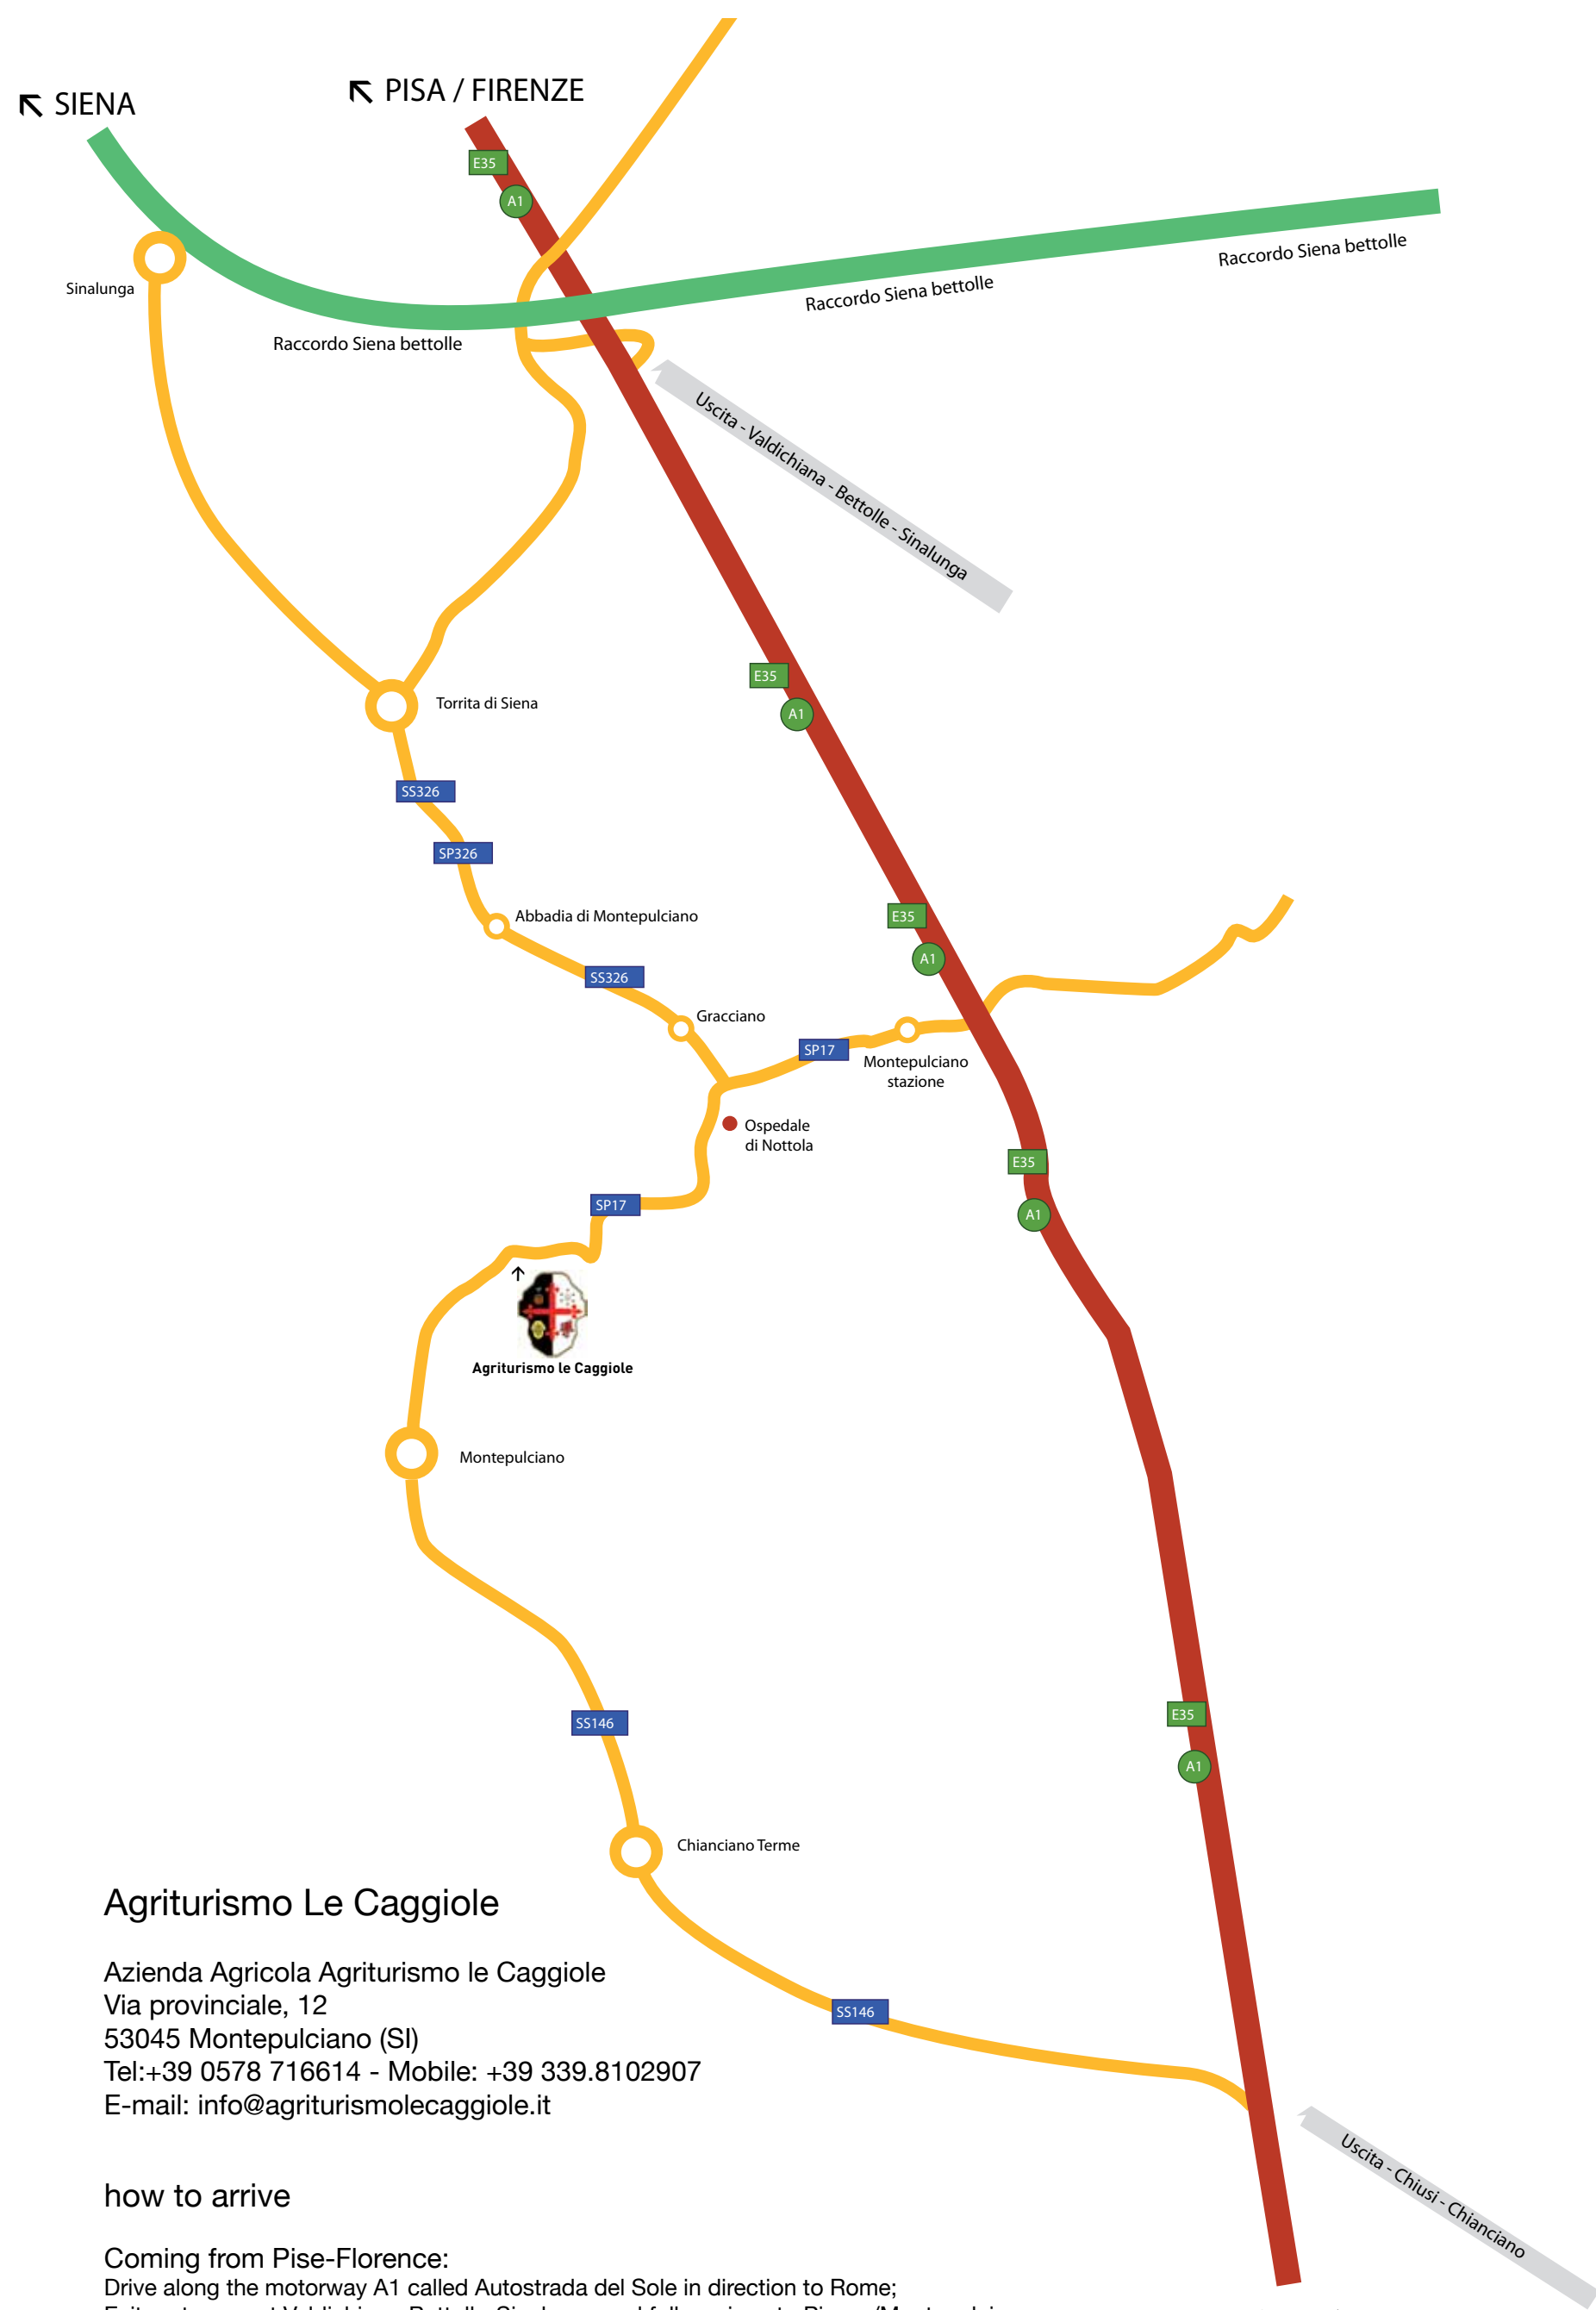 SIENA
PISA / FIRENZE
E35
A1
Sinalunga
Raccordo Siena bettolle
Raccordo Siena bettolle
Raccordo Siena bettolle
Uscita - Valdichiana - Bettolle - Sinalunga
E35
A1
Torrita di Siena
SS326
SP326
Abbadia di Montepulciano
E35
A1
SS326
Gracciano
SP17
Montepulciano
stazione
Ospedale
di Nottola
E35
A1
SP17
Agriturismo le Caggiole
Montepulciano
SS146
E35
A1
Chianciano Terme
SS146
Uscita - Chiusi - Chianciano
Agriturismo Le Caggiole
Azienda Agricola Agriturismo le Caggiole
Via provinciale, 12
53045 Montepulciano (SI)
Tel:+39 0578 716614 - Mobile: +39 339.8102907
E-mail: info@agriturismolecaggiole.it
how to arrive
Coming from Pise-Florence:
Drive along the motorway A1 called Autostrada del Sole in direction to Rome;